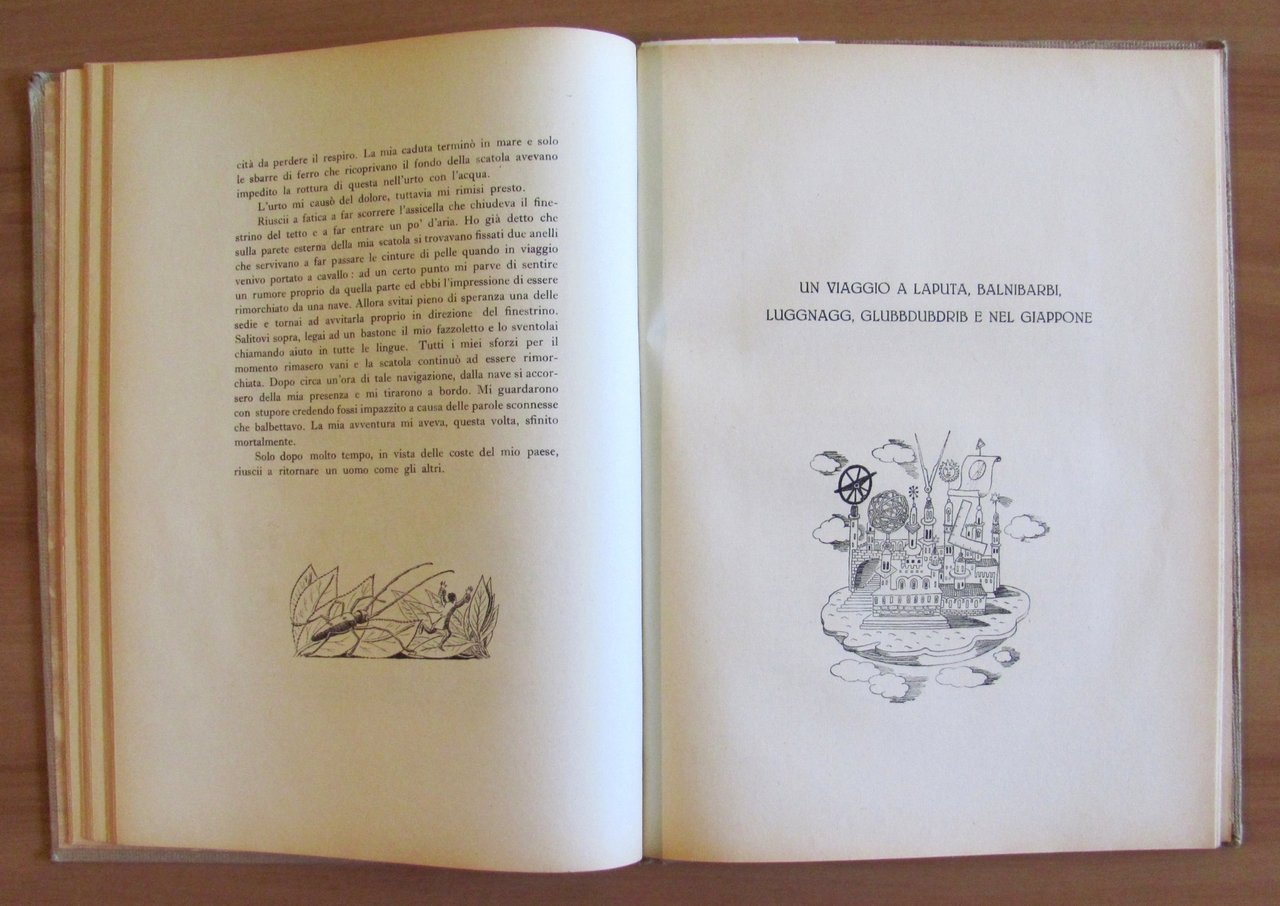 cità da perdere il respiro. La mia caduta terminò in mare e solo
le sbarre di ferro che ricoprivano il fondo della scatola avevano
impedito la rottura di questa nell'urto con l'acqua.
L'urto mi causò del dolore, tuttavia mi rimisi presto.
Riuscii a fatica a far scorrere l'assicella che chiudeva il fine-
strino del tetto e a far entrare un po' d'aria. Ho già detto che
sulla parete esterna della mia scatola si trovavano fissati due anelli
che servivano a far passare le cinture di pelle quando in viaggio
venivo portato a cavallo: ad un certo punto mi parve di sentire
un rumore proprio da quella parte ed ebbi l'impressione di essere
rimorchiato da una nave. Allora svitai pieno di speranza una delle
sedie e tornai ad avvitarla proprio in direzione del finestrino.
Salitovi sopra, legai ad un bastone il mio fazzoletto e lo sventolai
chiamando aiuto in tutte le lingue. Tutti i miei sforzi per il
momento rimasero vani e la scatola continuò ad essere rimor-
chiata. Dopo circa un'ora di tale navigazione, dalla nave si accor-
sero della mia presenza e mi tirarono a bordo. Mi guardarono
con stupore credendo fossi impazzito a causa delle parole sconnesse
che balbettavo. La mia avventura mi aveva, questa volta, sfinito
mortalmente.
Solo dopo molto tempo, in vista delle coste del mio paese,
riuscii a ritornare un uomo come gli altri.
UN VIAGGIO A LAPUTA, BALNIBARBI,
LUGGNAGG, GLUBBDUBDRIB E NEL GIAPPONE